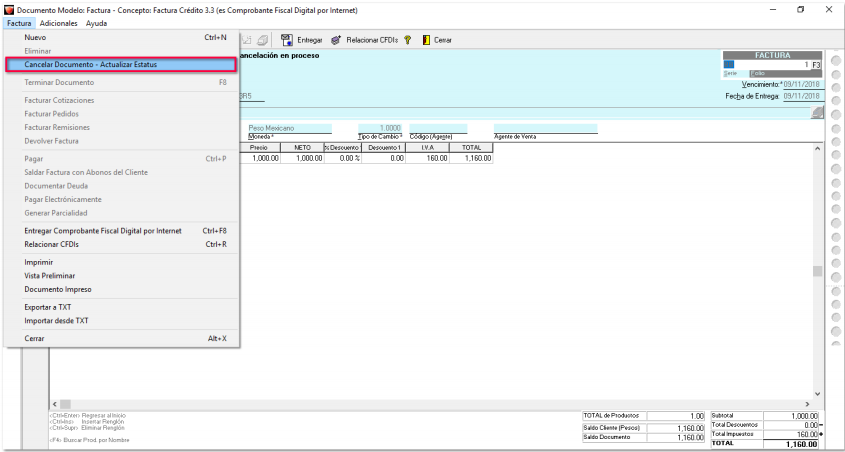 Documento Modelo: Factura - Concepto: Factura Crédito 3.3 (es Comprobante Fiscal Digital por Internet)
Factura Adicionales Ayuda
Nuevo Ctrl+N
Eliminar
Cancelar Documento - Actualizar Estatus
Terminar Documento F8
Facturar Cotizaciones
Facturar Pedidos
Facturar Remisiones
Devolver Factura
Pagar Ctrl+P
Saldar Factura con Abonos del Cliente
Documentar Deuda
Pagar Electrónicamente
Generar Parcialidad
Entregar Comprobante Fiscal Digital por Internet Ctrl+F8
Relacionar CFDIs Ctrl+R
Imprimir
Vista Preliminar
Documento Impreso
Exportar a TXT
Importar desde TXT
Cerrar Alt+X
Entregar Relacionar CFDIs Cerrar
ancelación en proceso
FACTURA
1 F3
Serie Folio
Vencimiento:* 09/11/2018
3R5 Fecha de Entrega: 09/11/2018
Peso Mexicano 1.0000
Moneda* Tipo de Cambio* Código (Agente) Agente de Venta
Precio NETO % Descuento Descuento 1 I.V.A TOTAL
1,000.00 1,000.00 0.00 % 0.00 160.00 1,160.00
<Ctrl+Enter> Regresar al Inicio
<Ctrl+Ins> Insertar Renglón
<Ctrl+Supr> Eliminar Renglón
<F4> Buscar Prod. por Nombre
TOTAL de Productos 1.00
Saldo Cliente (Pesos) 1,160.00
Saldo Documento 1,160.00
Subtotal 1,000.00
Total Descuentos 0.00-
Total Impuestos 160.00+
TOTAL 1,160.00